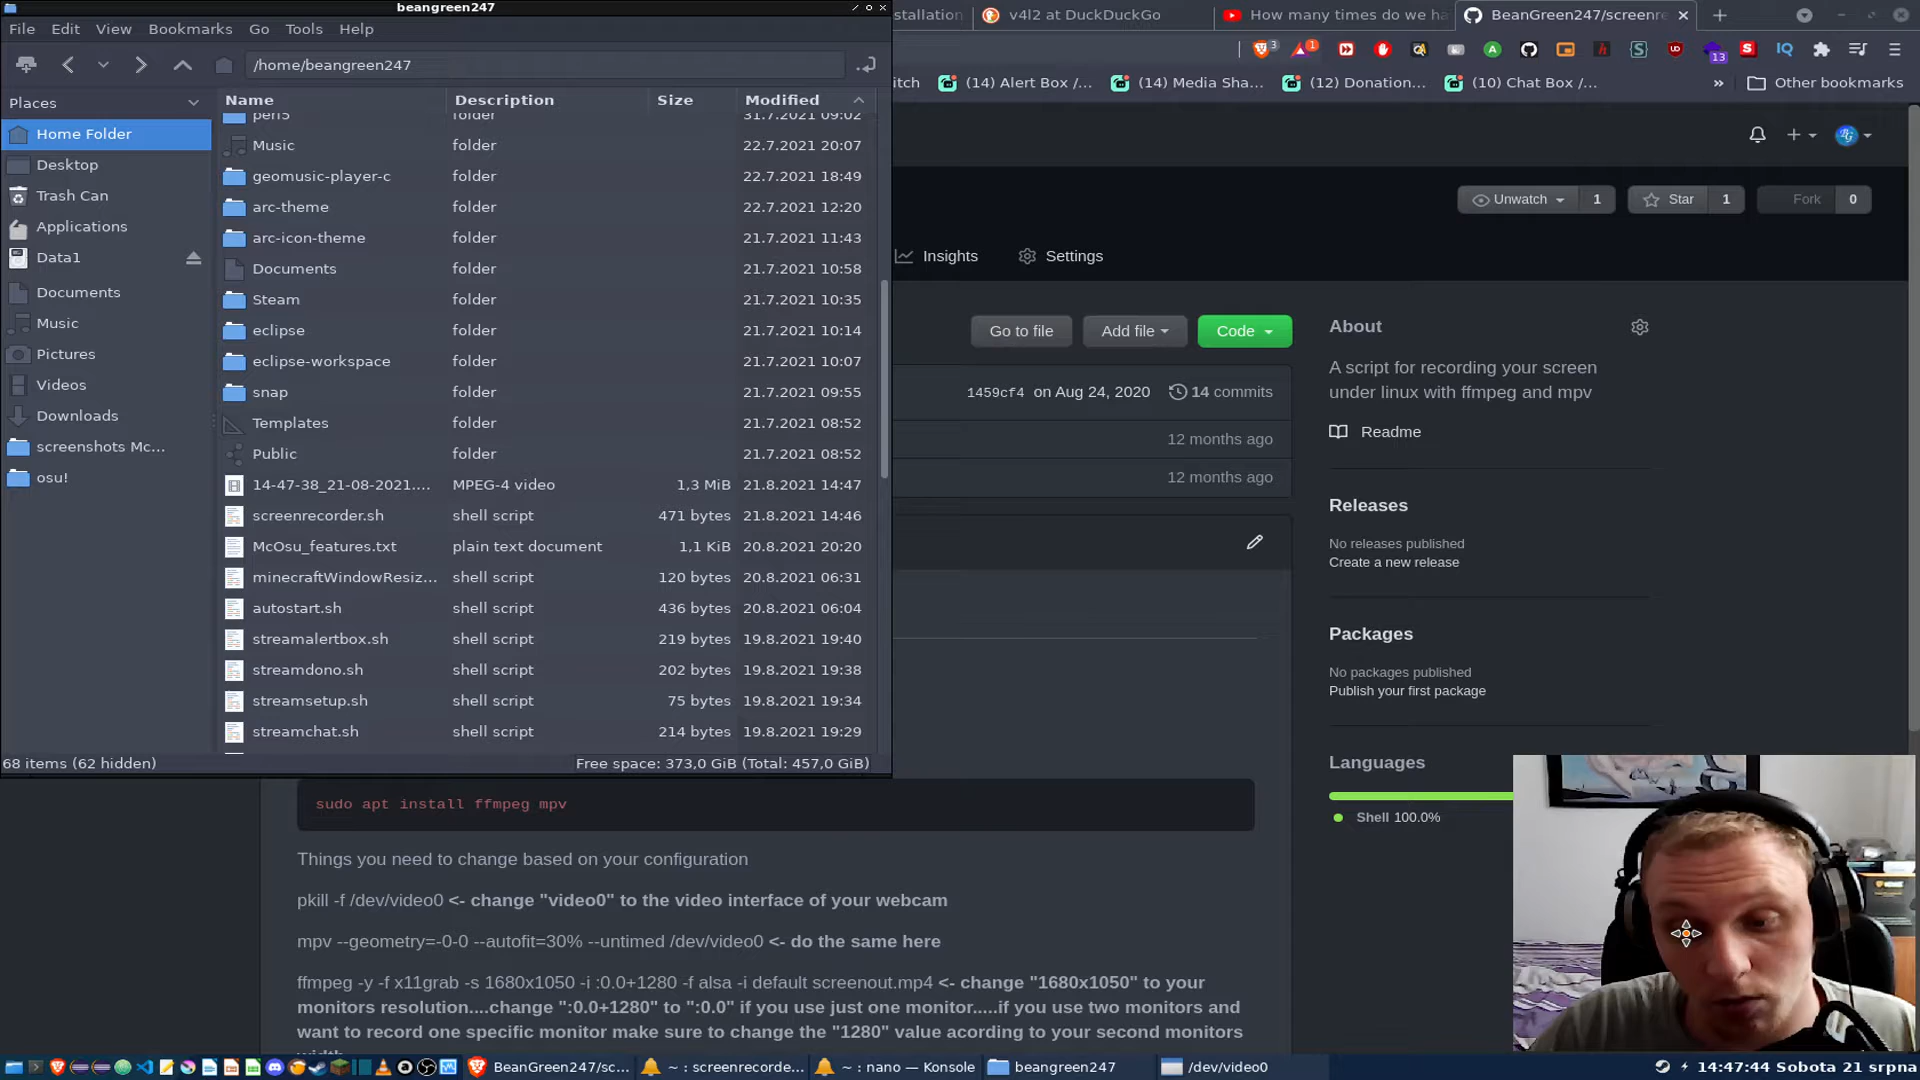 beangreen247
File Edit View Bookmarks Go Tools Help
/home/beangreen247
Places
Home Folder
Desktop
Trash Can
Applications
Data1
Documents
Music
Pictures
Videos
Downloads
screenshots Mc...
osu!
Name Description Size Modified
perl5 folder 31.7.2021 09:02
Music folder 22.7.2021 20:07
geomusic-player-c folder 22.7.2021 18:49
arc-theme folder 22.7.2021 12:20
arc-icon-theme folder 21.7.2021 11:43
Documents folder 21.7.2021 10:58
Steam folder 21.7.2021 10:35
eclipse folder 21.7.2021 10:14
eclipse-workspace folder 21.7.2021 10:07
snap folder 21.7.2021 09:55
Templates folder 21.7.2021 08:52
Public folder 21.7.2021 08:52
14-47-38_21-08-2021.... MPEG-4 video 1,3 MiB 21.8.2021 14:47
screenrecorder.sh shell script 471 bytes 21.8.2021 14:46
McOsu_features.txt plain text document 1,1 KiB 20.8.2021 20:20
minecraftWindowResiz... shell script 120 bytes 20.8.2021 06:31
autostart.sh shell script 436 bytes 20.8.2021 06:04
streamalertbox.sh shell script 219 bytes 19.8.2021 19:40
streamdono.sh shell script 202 bytes 19.8.2021 19:38
streamsetup.sh shell script 75 bytes 19.8.2021 19:34
streamchat.sh shell script 214 bytes 19.8.2021 19:29
68 items (62 hidden) Free space: 373,0 GiB (Total: 457,0 GiB)
stallation v4l2 at DuckDuckGo How many times do we ha BeanGreen247/screenre
3 1 13 IQ
itch (14) Alert Box /... (14) Media Sha... (12) Donation... (10) Chat Box /... » Other bookmarks
Unwatch 1 Star 1 Fork 0
Insights Settings
Go to file Add file Code
1459cf4 on Aug 24, 2020 14 commits
12 months ago
12 months ago
About
A script for recording your screen
under linux with ffmpeg and mpv
Readme
Releases
No releases published
Create a new release
Packages
No packages published
Publish your first package
Languages
Shell 100.0%
sudo apt install ffmpeg mpv
Things you need to change based on your configuration
pkill -f /dev/video0 <- change "video0" to the video interface of your webcam
mpv --geometry=-0-0 --autofit=30% --untimed /dev/video0 <- do the same here
ffmpeg -y -f x11grab -s 1680x1050 -i :0.0+1280 -f alsa -i default screenout.mp4 <- change "1680x1050" to your
monitors resolution....change ":0.0+1280" to ":0.0" if you use just one monitor.....if you use two monitors and
want to record one specific monitor make sure to change the "1280" value acording to your second monitors
width
BeanGreen247/sc... ~ : screenrecorde... ~ : nano — Konsole beangreen247 /dev/video0 14:47:44 Sobota 21 srpna